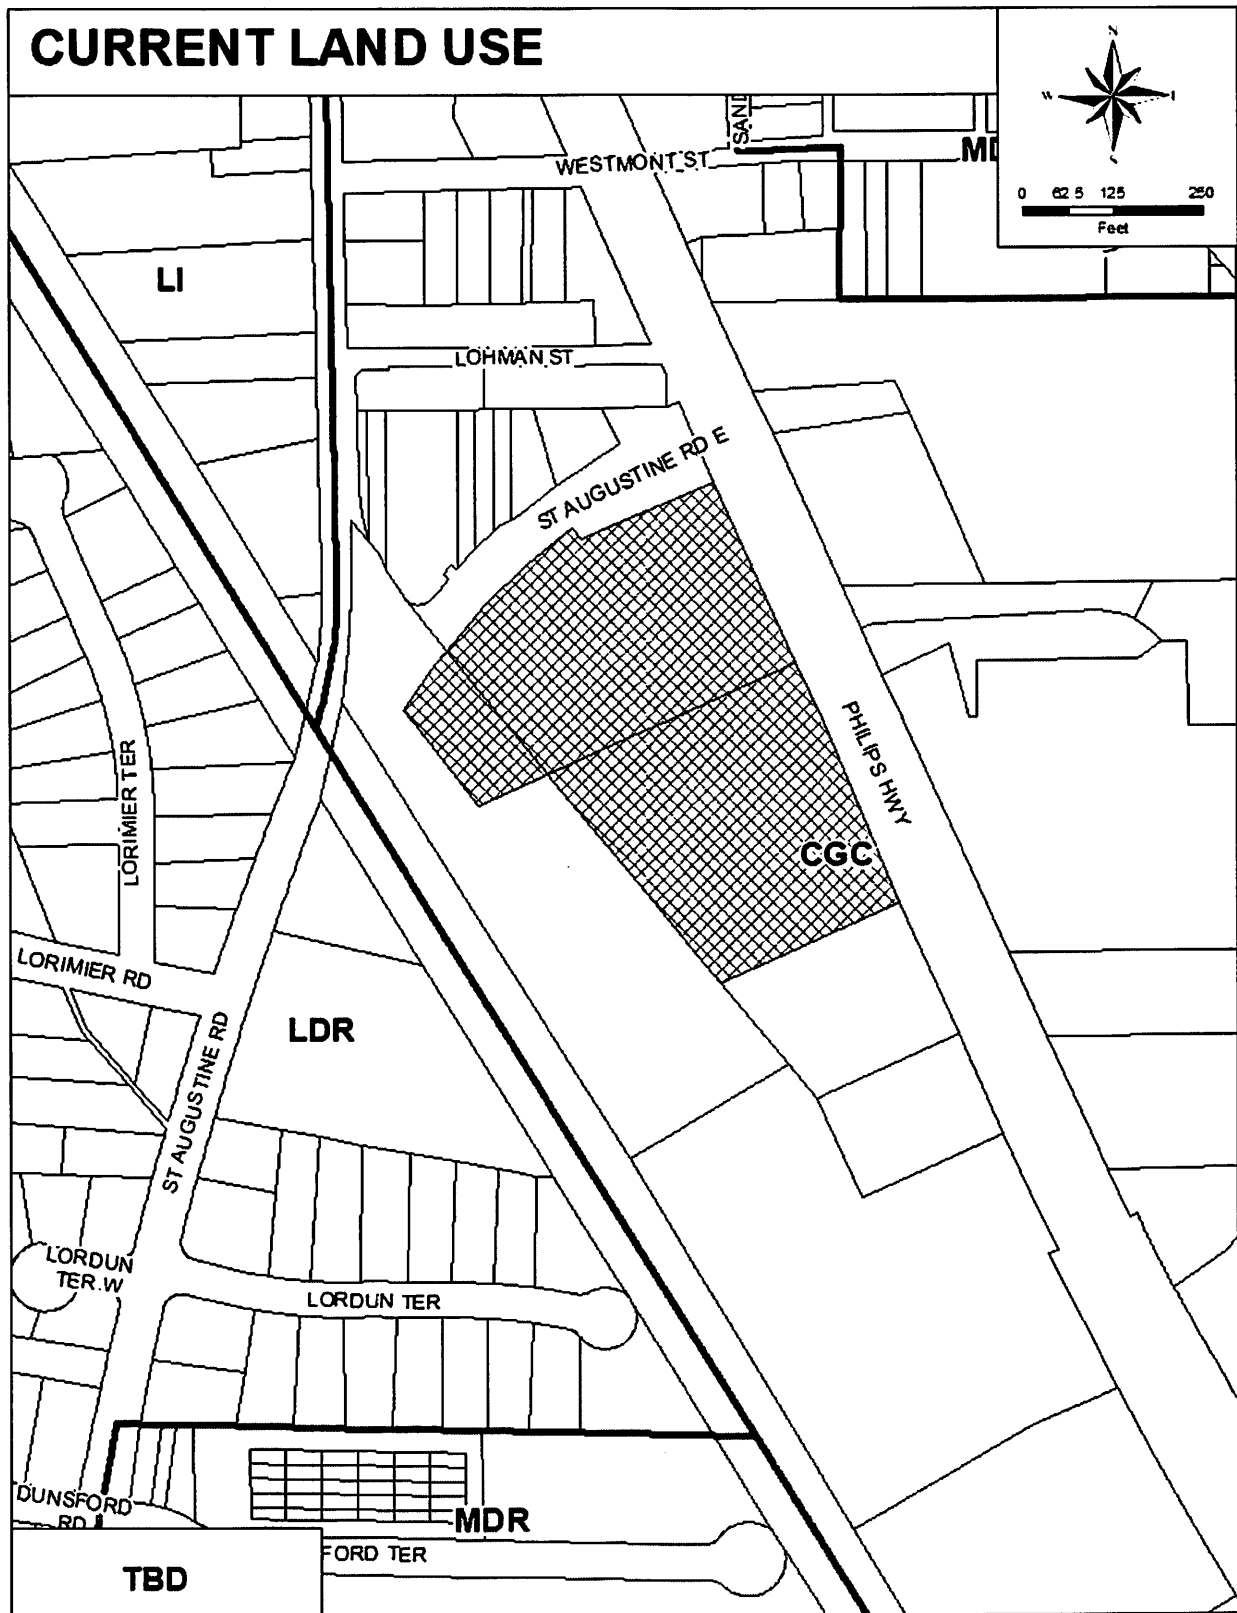 CURRENT LAND USE
N
W
0 62 5 125 250
Feet
SAND
WESTMONT ST
MD
LI
LOHMAN ST
ST AUGUSTINE RD E
PHILIPS HWY
LORIMIER TER
CGC
LORIMIER RD
LDR
ST AUGUSTINE RD
LORDUN
TER W
LORDUN TER
DUNSFORD
RD
MDR
FORD TER
TBD